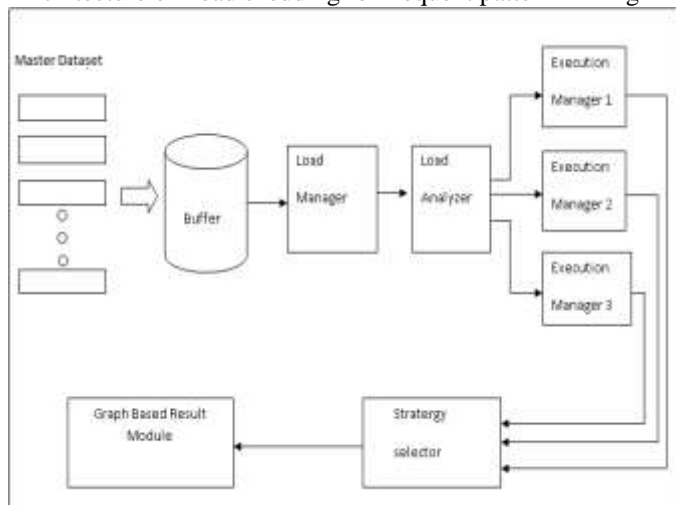 Master Dataset
Buffer
Load
Manager
Load
Analyzer
Execution
Manager 1
Execution
Manager 2
Execution
Manager 3
Stratergy
selector
Graph Based Result
Module